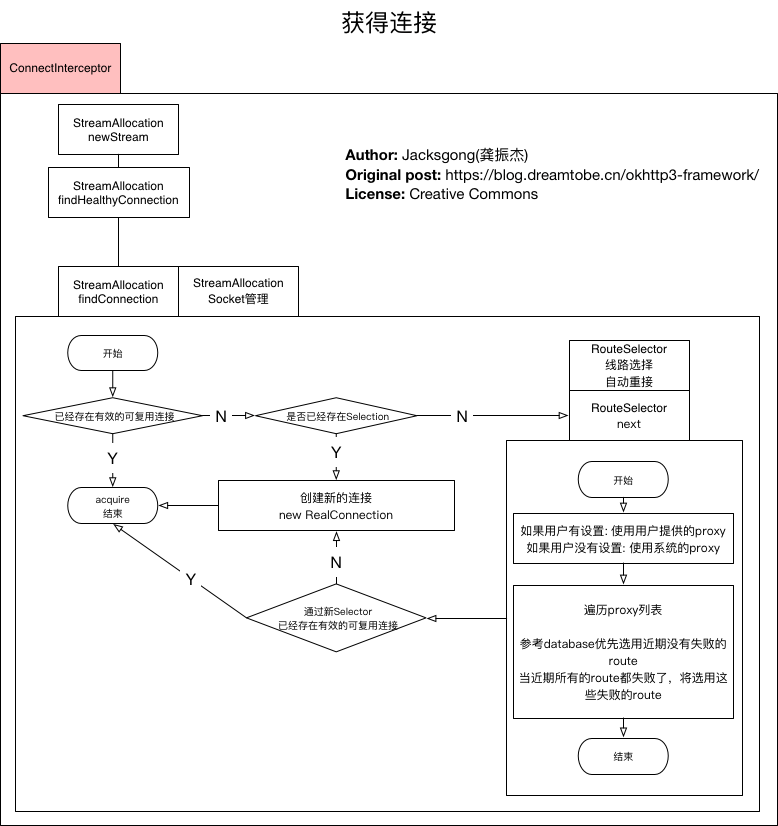 获得连接
ConnectInterceptor
StreamAllocation
newStream
StreamAllocation
findHealthyConnection
Author: Jacksgong(龚振杰)
Original post: https://blog.dreamtobe.cn/okhttp3-framework/
License: Creative Commons
StreamAllocation
findConnection
StreamAllocation
Socket管理
开始
已经存在有效的可复用连接
N
是否已经存在Selection
N
RouteSelector
线路选择
自动重接
RouteSelector
next
Y
Y
acquire
结束
创建新的连接
new RealConnection
N
Y
通过新Selector
已经存在有效的可复用连接
开始
如果用户有设置: 使用用户提供的proxy
如果用户没有设置: 使用系统的proxy
遍历proxy列表
参考database优先选用近期没有失败的
route
当近期所有的route都失败了，将选用这
些失败的route
结束